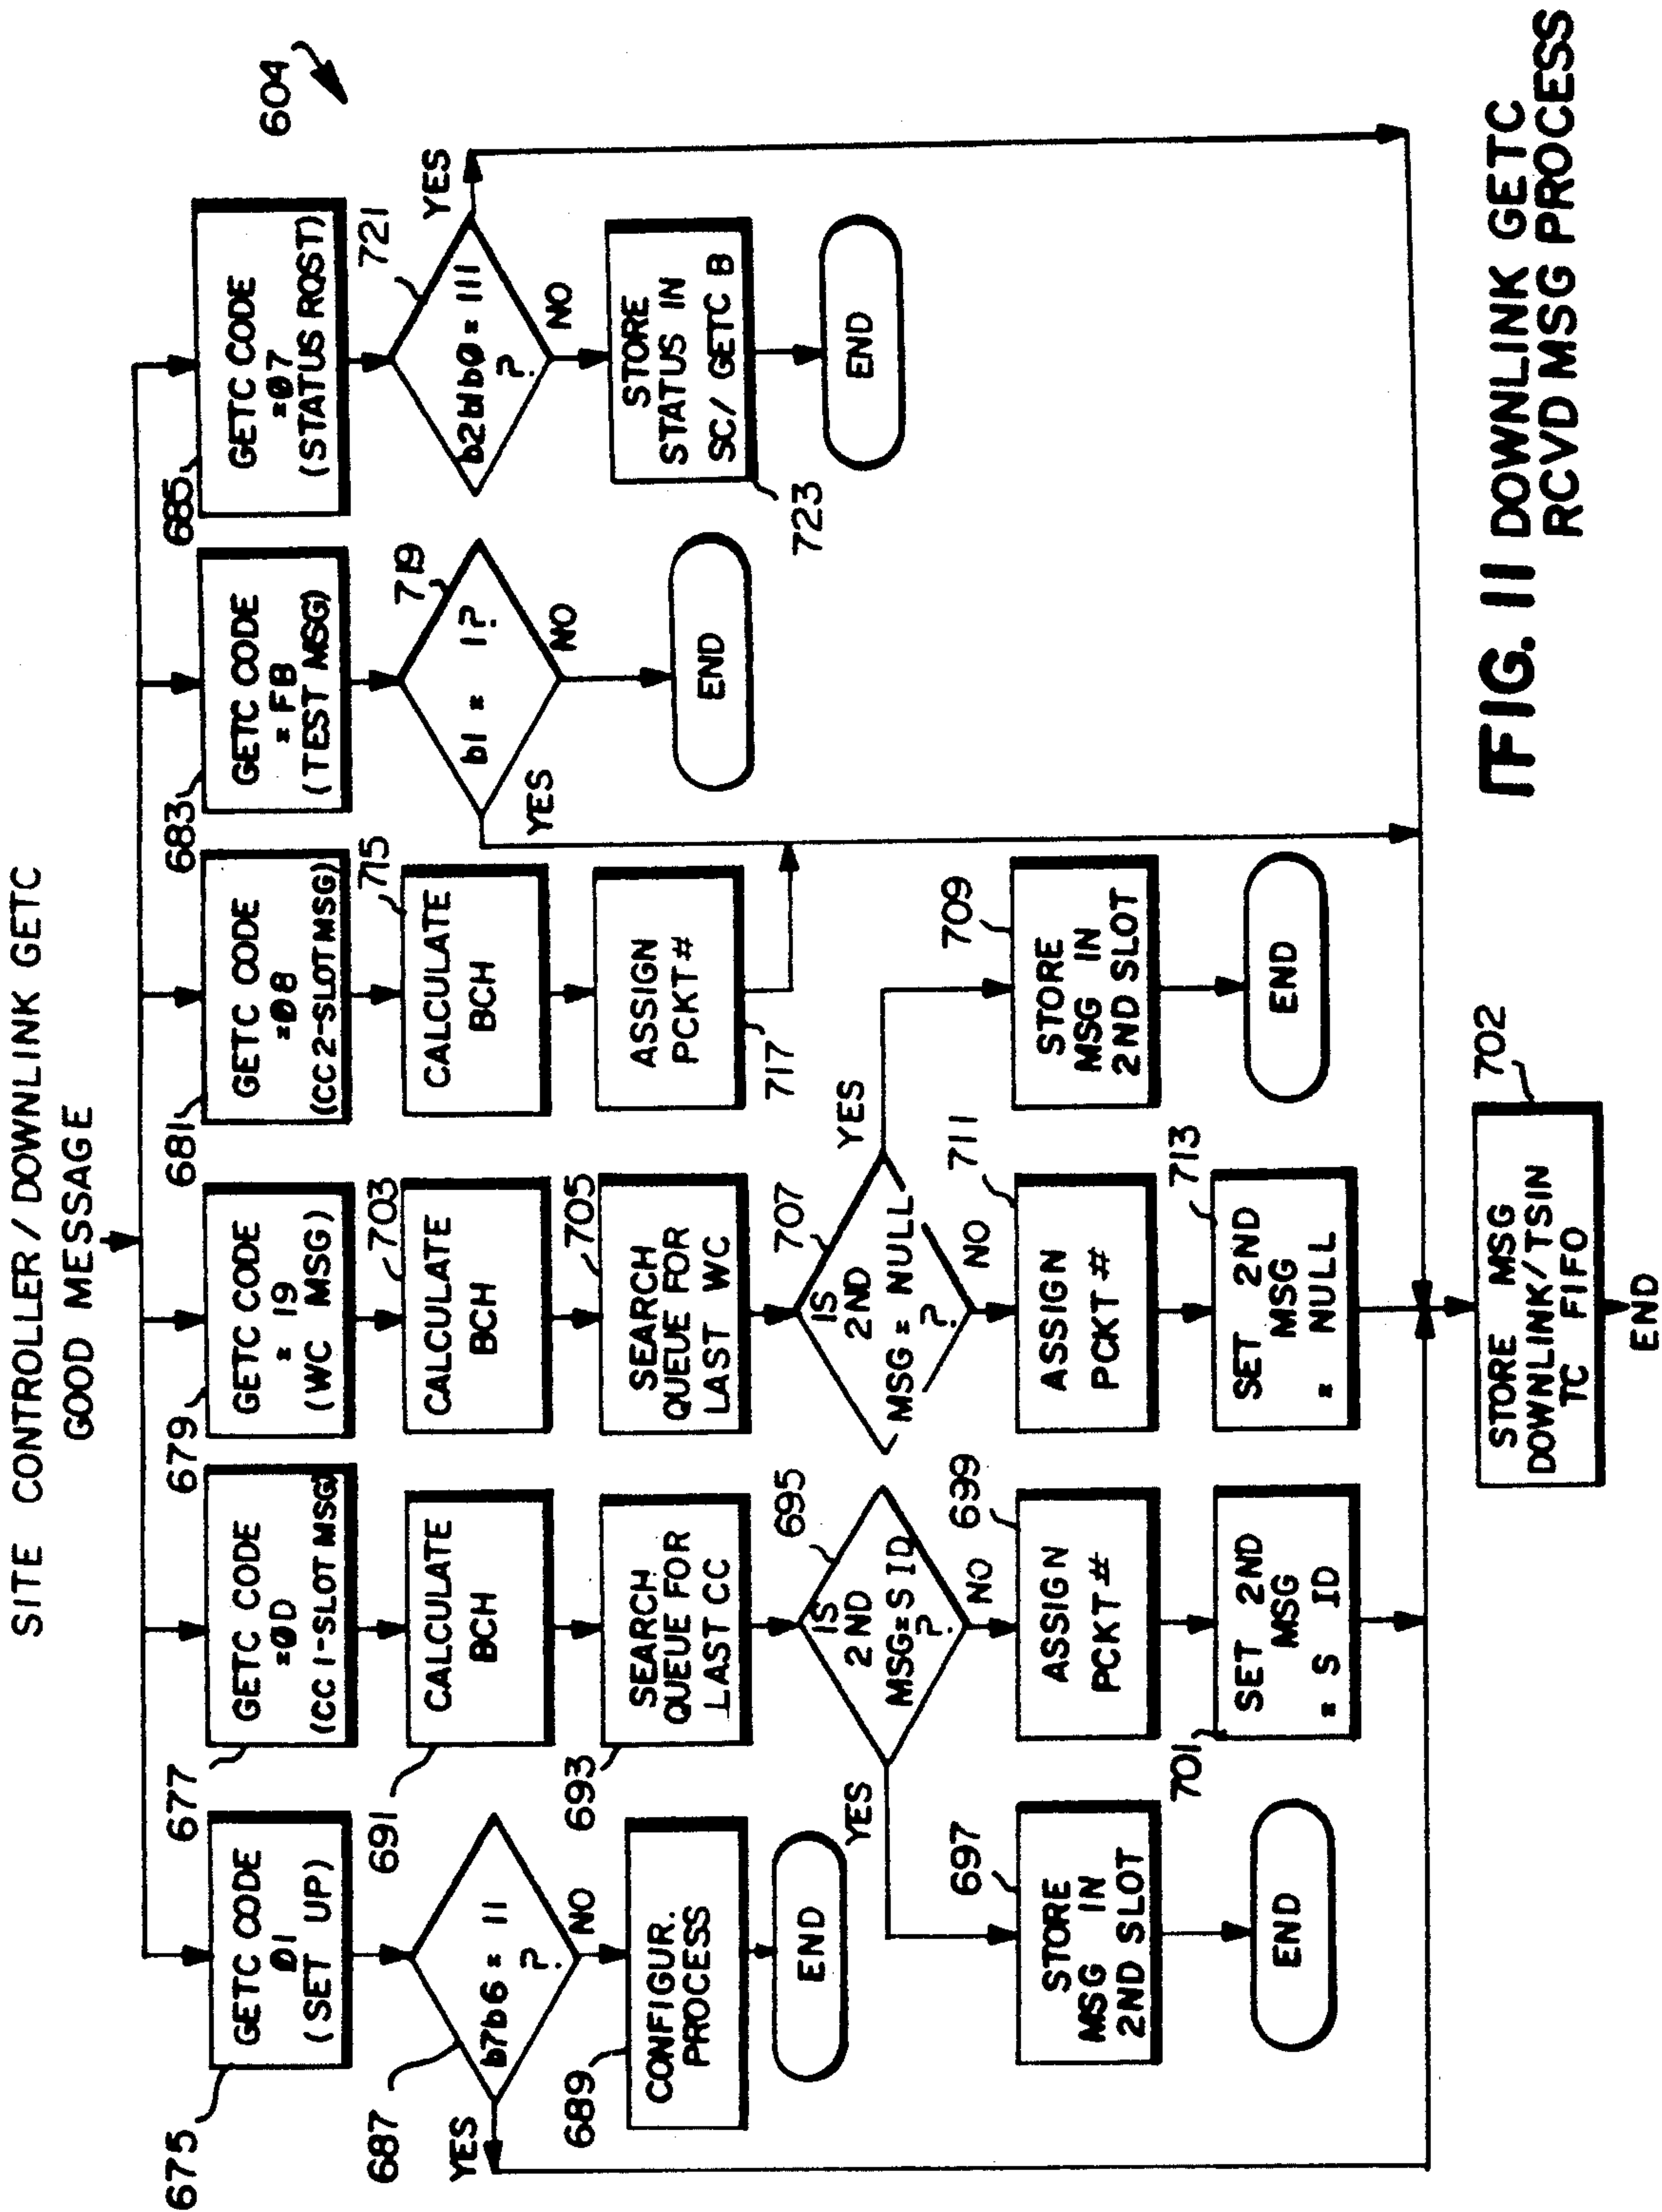 SITE CONTROLLER/DOWNLINK GETC
GOOD MESSAGE
604
675
GETC CODE
01
(SET UP)
687
b7b6 = 11
?
YES
NO
689
CONFIGUR.
PROCESS
END
677
GETC CODE
=0D
(CC 1-SLOT MSG)
691
CALCULATE
BCH
693
SEARCH
QUEUE FOR
LAST CC
695
IS
2ND
MSG=S ID
?
YES
NO
697
STORE
MSG IN
2ND SLOT
END
699
ASSIGN
PCKT #
701
SET 2ND
MSG
= S ID
679
GETC CODE
= 19
(WC MSG)
703
CALCULATE
BCH
705
SEARCH
QUEUE FOR
LAST WC
707
IS
2ND
MSG = NULL
?
YES
NO
709
STORE
MSG IN
2ND SLOT
END
711
ASSIGN
PCKT #
713
SET 2ND
MSG
= NULL
681
GETC CODE
=08
(CC 2-SLOT MSG)
715
CALCULATE
BCH
ASSIGN
PCKT#
717
683
GETC CODE
= FB
(TEST MSG)
719
b1 = 1?
YES
NO
END
685
GETC CODE
=07
(STATUS RQST)
721
b2b1b0 = 111
?
YES
NO
STORE
STATUS IN
SC/ GETC B
723
END
702
STORE MSG
DOWNLINK/TSIN
TC FIFO
END
FIG. 11 DOWNLINK GETC
RCVD MSG PROCESS